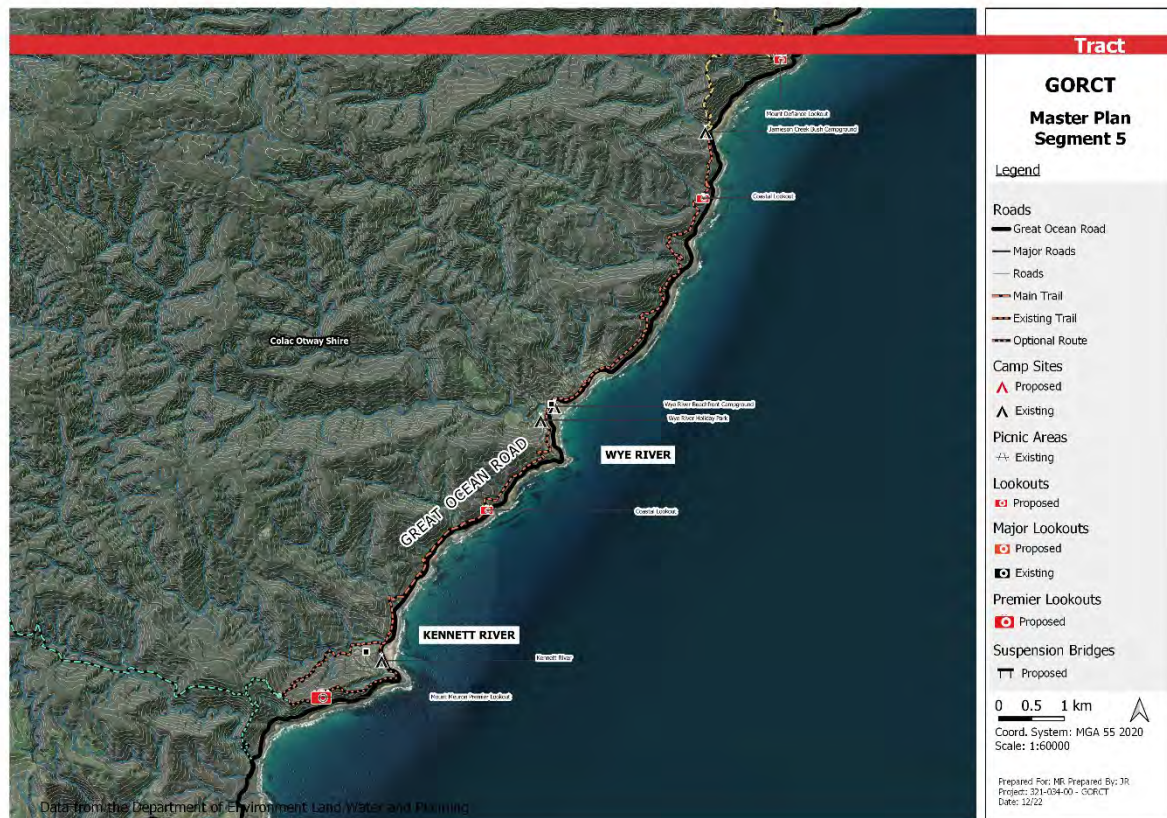 Tract
GORCT
Master Plan
Segment 5
Legend
Roads
Great Ocean Road
Major Roads
Roads
Main Trail
Existing Trail
Optional Route
Camp Sites
Proposed
Existing
Picnic Areas
Existing
Lookouts
Proposed
Major Lookouts
Proposed
Existing
Premier Lookouts
Proposed
Suspension Bridges
Proposed
0 0.5 1 km
Coord. System: MGA 55 2020
Scale: 1:60000
Prepared For: MR Prepared By: JR
Project: 321-034-00 - GORCT
Date: 12/22
Mount Defiance Lookout
Jamieson Creek Bush Campground
Coastal Lookout
Colac Otway Shire
Wye River Beachfront Campground
Wye River Holiday Park
WYE RIVER
GREAT OCEAN ROAD
Coastal Lookout
KENNETT RIVER
Kennett River
Mount Meuron Premier Lookout
Data from the Department of Environment Land Water and Planning